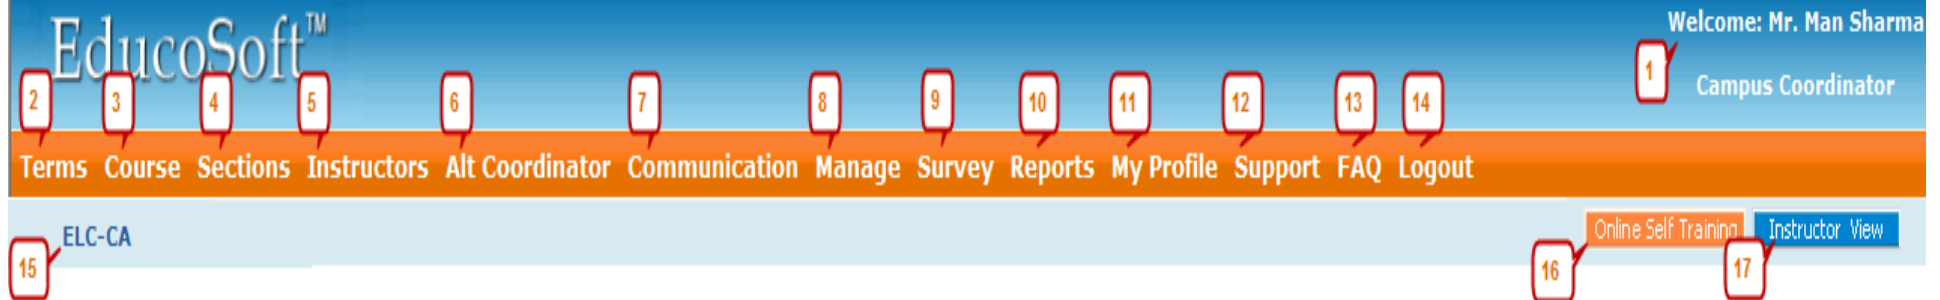 EducoSoft™
Welcome: Mr. Man Sharma
1
Campus Coordinator
2 3 4 5 6 7 8 9 10 11 12 13 14
Terms Course Sections Instructors Alt Coordinator Communication Manage Survey Reports My Profile Support FAQ Logout
ELC-CA
Online Self Training Instructor View
15 16 17